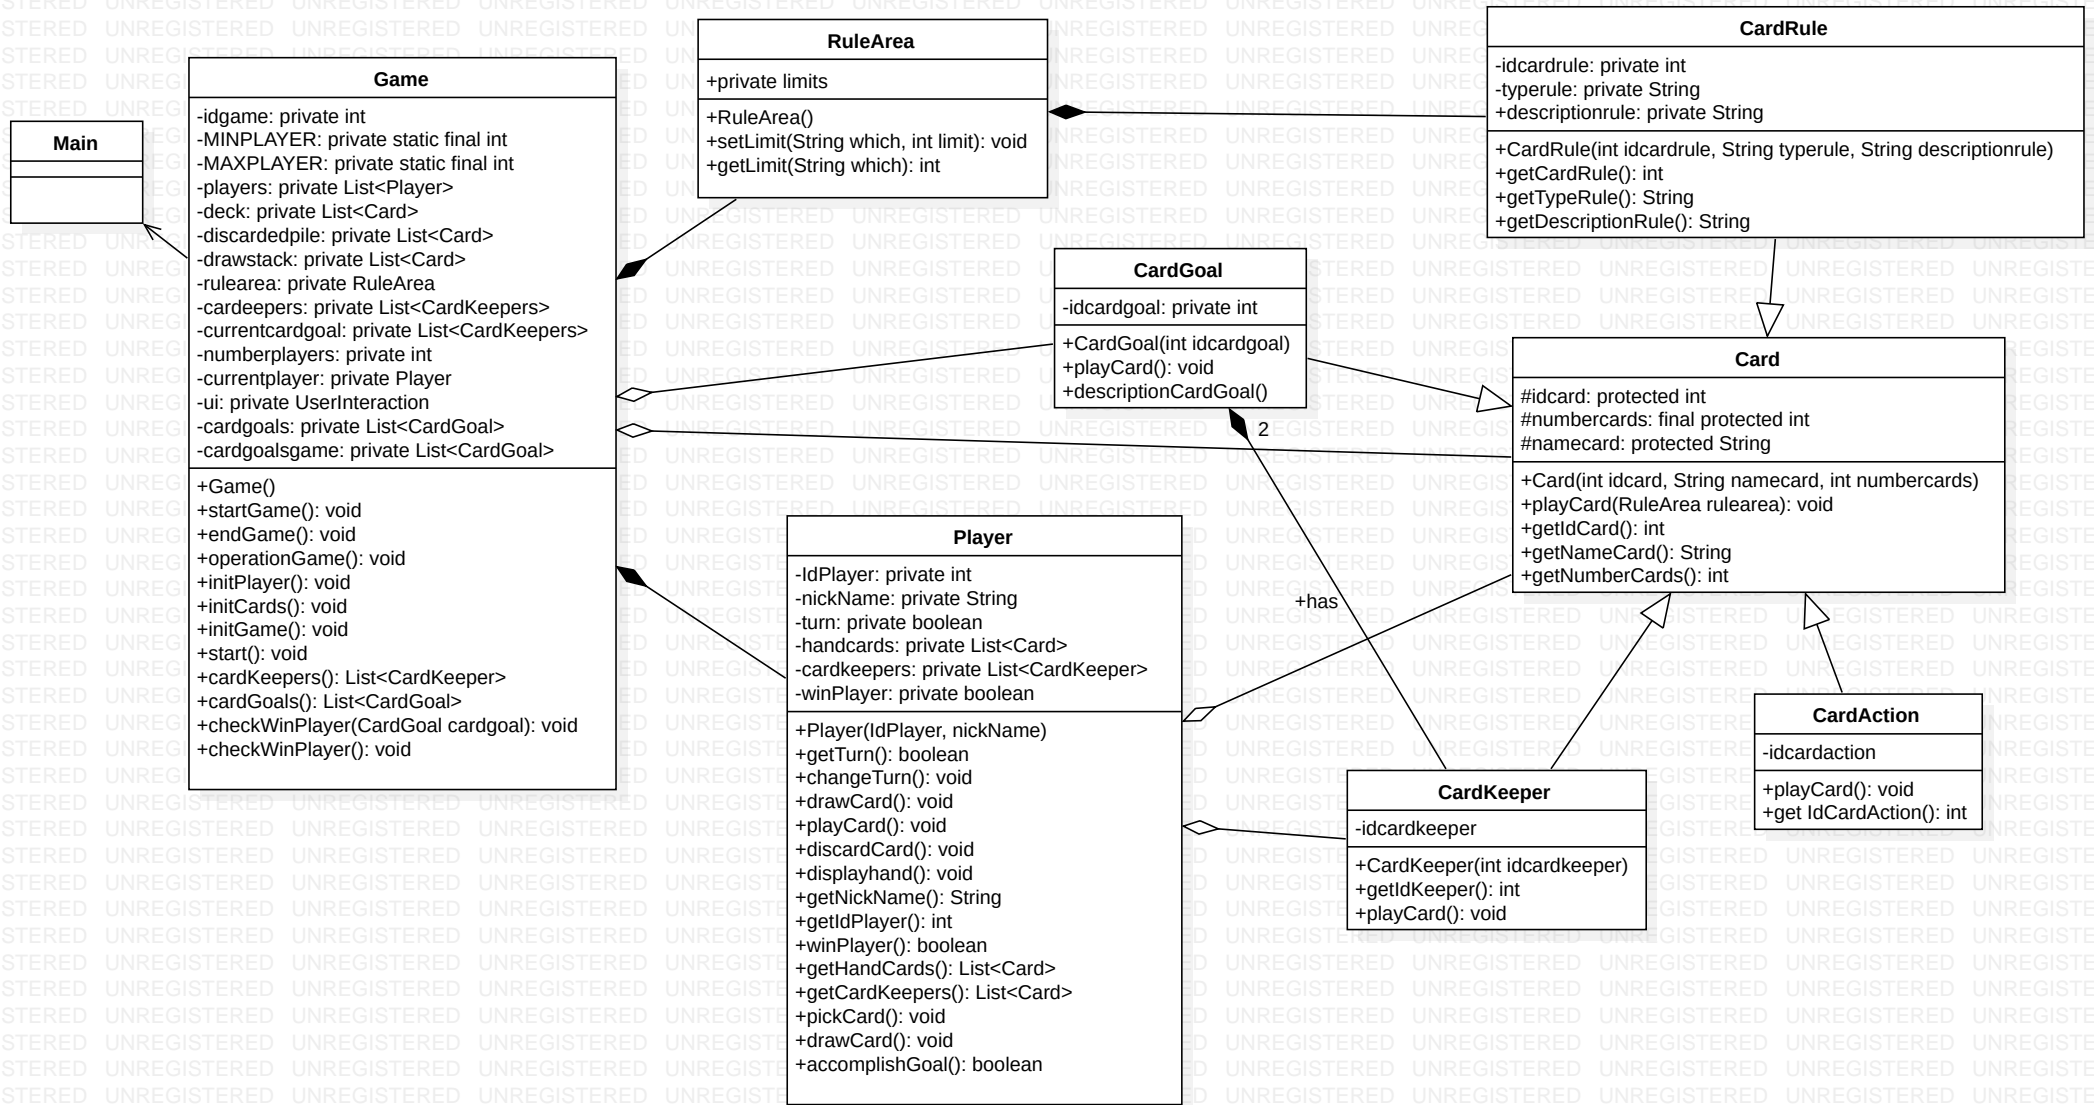 Main
Game
-idgame: private int
-MINPLAYER: private static final int
-MAXPLAYER: private static final int
-players: private List<Player>
-deck: private List<Card>
-discardedpile: private List<Card>
-drawstack: private List<Card>
-rulearea: private RuleArea
-cardeepers: private List<CardKeepers>
-currentcardgoal: private List<CardKeepers>
-numberplayers: private int
-currentplayer: private Player
-ui: private UserInteraction
-cardgoals: private List<CardGoal>
-cardgoalsgame: private List<CardGoal>
+Game()
+startGame(): void
+endGame(): void
+operationGame(): void
+initPlayer(): void
+initCards(): void
+initGame(): void
+start(): void
+cardKeepers(): List<CardKeeper>
+cardGoals(): List<CardGoal>
+checkWinPlayer(CardGoal cardgoal): void
+checkWinPlayer(): void
RuleArea
+private limits
+RuleArea()
+setLimit(String which, int limit): void
+getLimit(String which): int
CardRule
-idcardrule: private int
-typerule: private String
+descriptionrule: private String
+CardRule(int idcardrule, String typerule, String descriptionrule)
+getCardRule(): int
+getTypeRule(): String
+getDescriptionRule(): String
CardGoal
-idcardgoal: private int
+CardGoal(int idcardgoal)
+playCard(): void
+descriptionCardGoal()
2
+has
Card
#idcard: protected int
#numbercards: final protected int
#namecard: protected String
+Card(int idcard, String namecard, int numbercards)
+playCard(RuleArea rulearea): void
+getIdCard(): int
+getNameCard(): String
+getNumberCards(): int
Player
-IdPlayer: private int
-nickName: private String
-turn: private boolean
-handcards: private List<Card>
-cardkeepers: private List<CardKeeper>
-winPlayer: private boolean
+Player(IdPlayer, nickName)
+getTurn(): boolean
+changeTurn(): void
+drawCard(): void
+playCard(): void
+discardCard(): void
+displayhand(): void
+getNickName(): String
+getIdPlayer(): int
+winPlayer(): boolean
+getHandCards(): List<Card>
+getCardKeepers(): List<Card>
+pickCard(): void
+drawCard(): void
+accomplishGoal(): boolean
CardKeeper
-idcardkeeper
+CardKeeper(int idcardkeeper)
+getIdKeeper(): int
+playCard(): void
CardAction
-idcardaction
+playCard(): void
+get IdCardAction(): int
UNREGISTERED